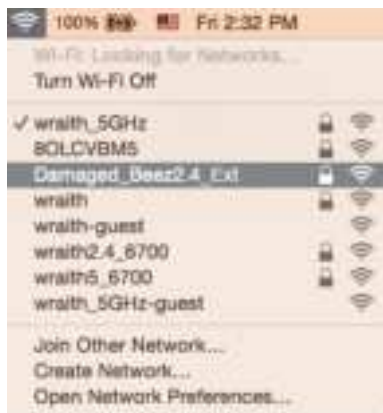 100% Fri 2:32 PM
Wi-Fi: Looking for Networks...
Turn Wi-Fi Off
✓ wraith_5GHz
8OLCVBM5
Damaged_Beez2.4_Ext
wraith
wraith-guest
wraith2.4_6700
wraith5_6700
wraith_5GHz-guest
Join Other Network...
Create Network...
Open Network Preferences...